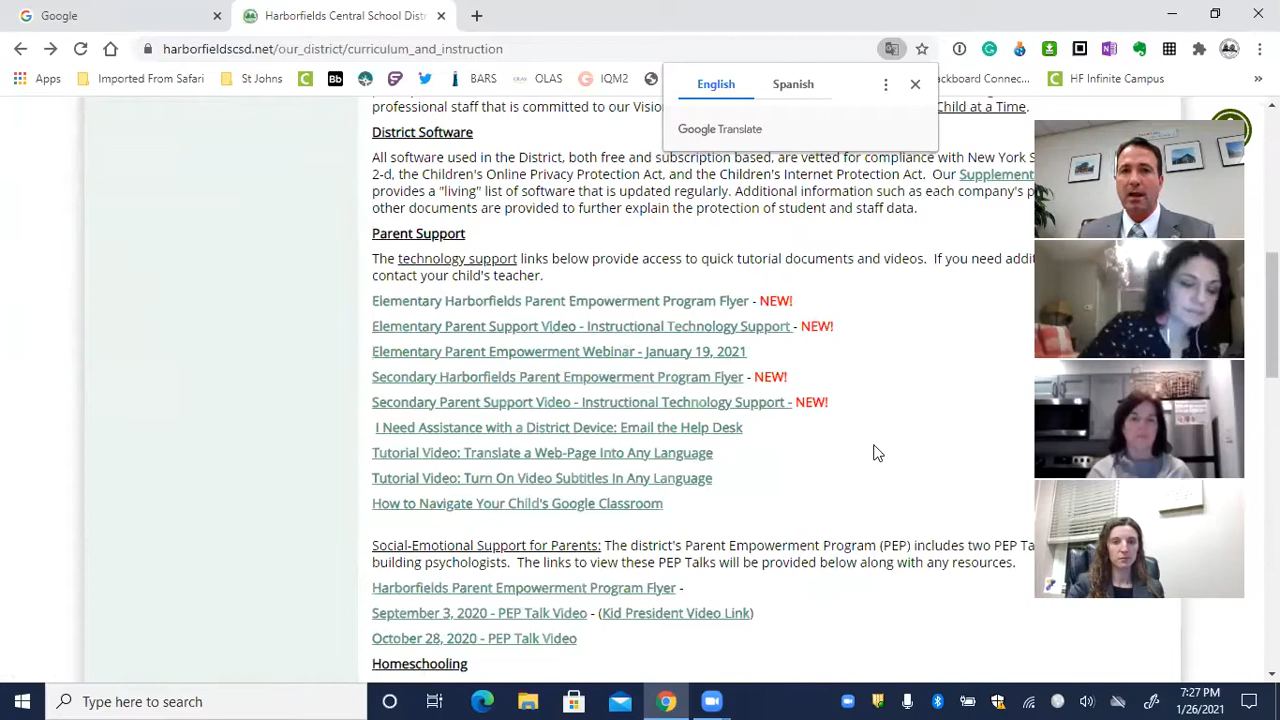 Google
Harborfields Central School Distr
harborfieldscsd.net/our_district/curriculum_and_instruction
Apps
Imported From Safari
St Johns
BARS
OLAS
IQM2
ackboard Connec...
HF Infinite Campus
»
English
Spanish
Google Translate
professional staff that is committed to our Visio
Child at a Time.
District Software
All software used in the District, both free and subscription based, are vetted for compliance with New York S
2-d, the Children's Online Privacy Protection Act, and the Children's Internet Protection Act. Our Supplement
provides a "living" list of software that is updated regularly. Additional information such as each company's p
other documents are provided to further explain the protection of student and staff data.
Parent Support
The technology support links below provide access to quick tutorial documents and videos. If you need addit
contact your child's teacher.
Elementary Harborfields Parent Empowerment Program Flyer - NEW!
Elementary Parent Support Video - Instructional Technology Support - NEW!
Elementary Parent Empowerment Webinar - January 19, 2021
Secondary Harborfields Parent Empowerment Program Flyer - NEW!
Secondary Parent Support Video - Instructional Technology Support - NEW!
I Need Assistance with a District Device: Email the Help Desk
Tutorial Video: Translate a Web-Page Into Any Language
Tutorial Video: Turn On Video Subtitles In Any Language
How to Navigate Your Child's Google Classroom
Social-Emotional Support for Parents: The district's Parent Empowerment Program (PEP) includes two PEP Ta
building psychologists. The links to view these PEP Talks will be provided below along with any resources.
Harborfields Parent Empowerment Program Flyer -
September 3, 2020 - PEP Talk Video - (Kid President Video Link)
October 28, 2020 - PEP Talk Video
Homeschooling
Type here to search
7:27 PM
1/26/2021